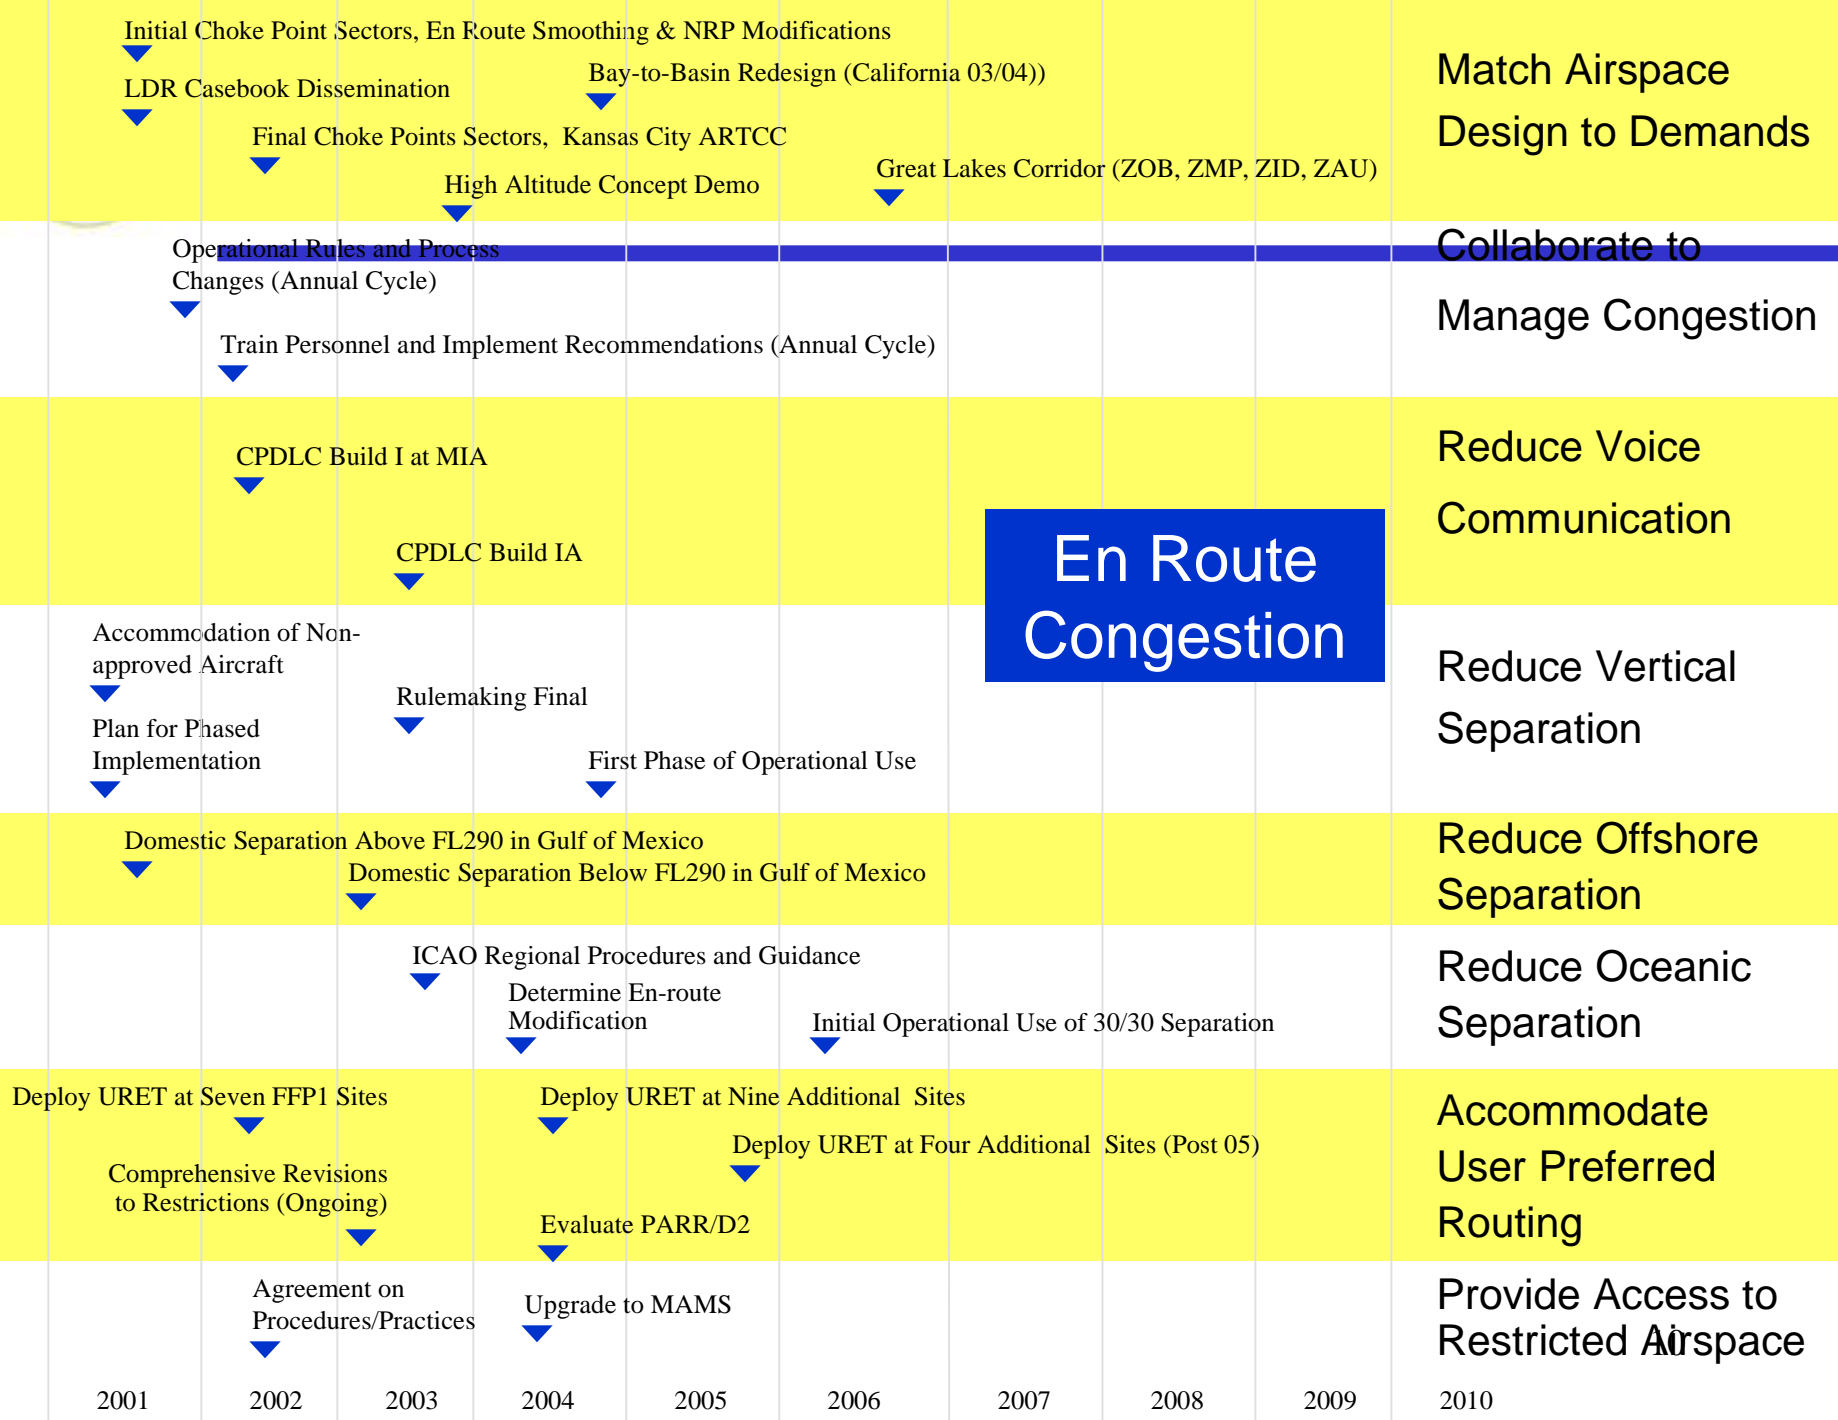 Initial Choke Point Sectors, En Route Smoothing & NRP Modifications
LDR Casebook Dissemination
Bay-to-Basin Redesign (California 03/04))
Final Choke Points Sectors, Kansas City ARTCC
High Altitude Concept Demo
Great Lakes Corridor (ZOB, ZMP, ZID, ZAU)
Match Airspace
Design to Demands
Operational Rules and Process
Changes (Annual Cycle)
Train Personnel and Implement Recommendations (Annual Cycle)
Collaborate to
Manage Congestion
CPDLC Build I at MIA
CPDLC Build IA
Reduce Voice
Communication
En Route
Congestion
Accommodation of Non-
approved Aircraft
Plan for Phased
Implementation
Rulemaking Final
First Phase of Operational Use
Reduce Vertical
Separation
Domestic Separation Above FL290 in Gulf of Mexico
Domestic Separation Below FL290 in Gulf of Mexico
Reduce Offshore
Separation
ICAO Regional Procedures and Guidance
Determine En-route
Modification
Initial Operational Use of 30/30 Separation
Reduce Oceanic
Separation
Deploy URET at Seven FFP1 Sites
Deploy URET at Nine Additional Sites
Deploy URET at Four Additional Sites (Post 05)
Comprehensive Revisions
to Restrictions (Ongoing)
Evaluate PARR/D2
Accommodate
User Preferred
Routing
Agreement on
Procedures/Practices
Upgrade to MAMS
Provide Access to
Restricted Airspace
10
2001 2002 2003 2004 2005 2006 2007 2008 2009 2010